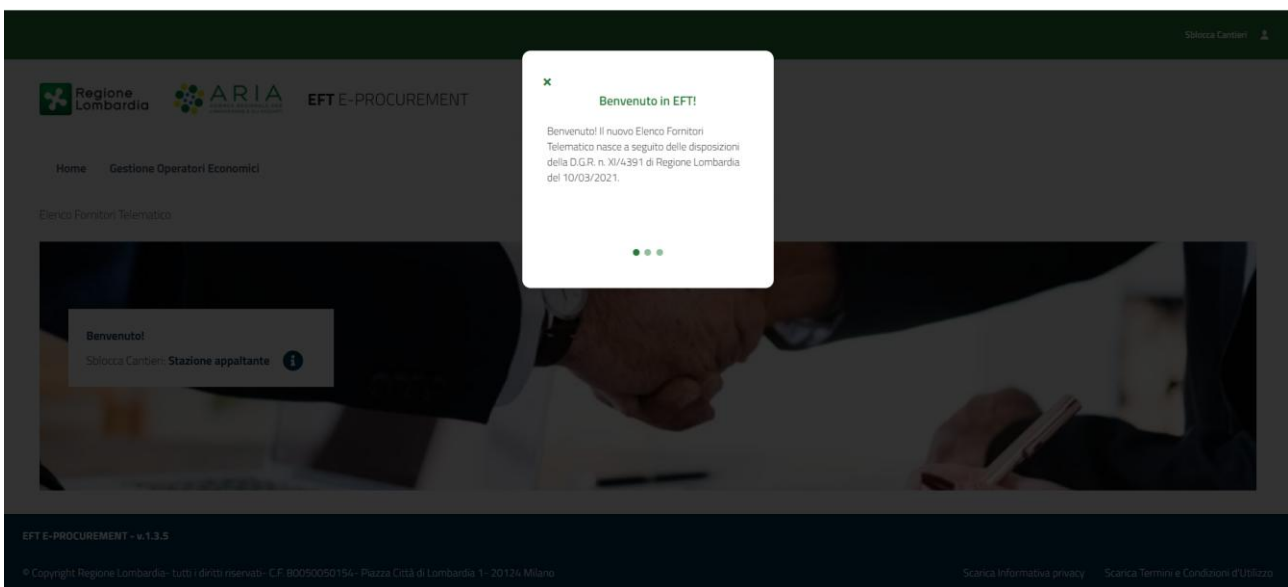 Sblocca Cantieri
Regione
Lombardia
ARIA
EFT E-PROCUREMENT
Home Gestione Operatori Economici
Elenco Fornitori Telematico
×
Benvenuto in EFT!
Benvenuto! Il nuovo Elenco Fornitori
Telematico nasce a seguito delle disposizioni
della D.G.R. n. XI/4391 di Regione Lombardia
del 10/03/2021.
Benvenuto!
Sblocca Cantieri: Stazione appaltante
EFT E-PROCUREMENT - v.1.3.5
© Copyright Regione Lombardia- tutti i diritti riservati- C.F. 80050050154- Piazza Città di Lombardia 1- 20124 Milano
Scarica Informativa privacy Scarica Termini e Condizioni d'Utilizzo